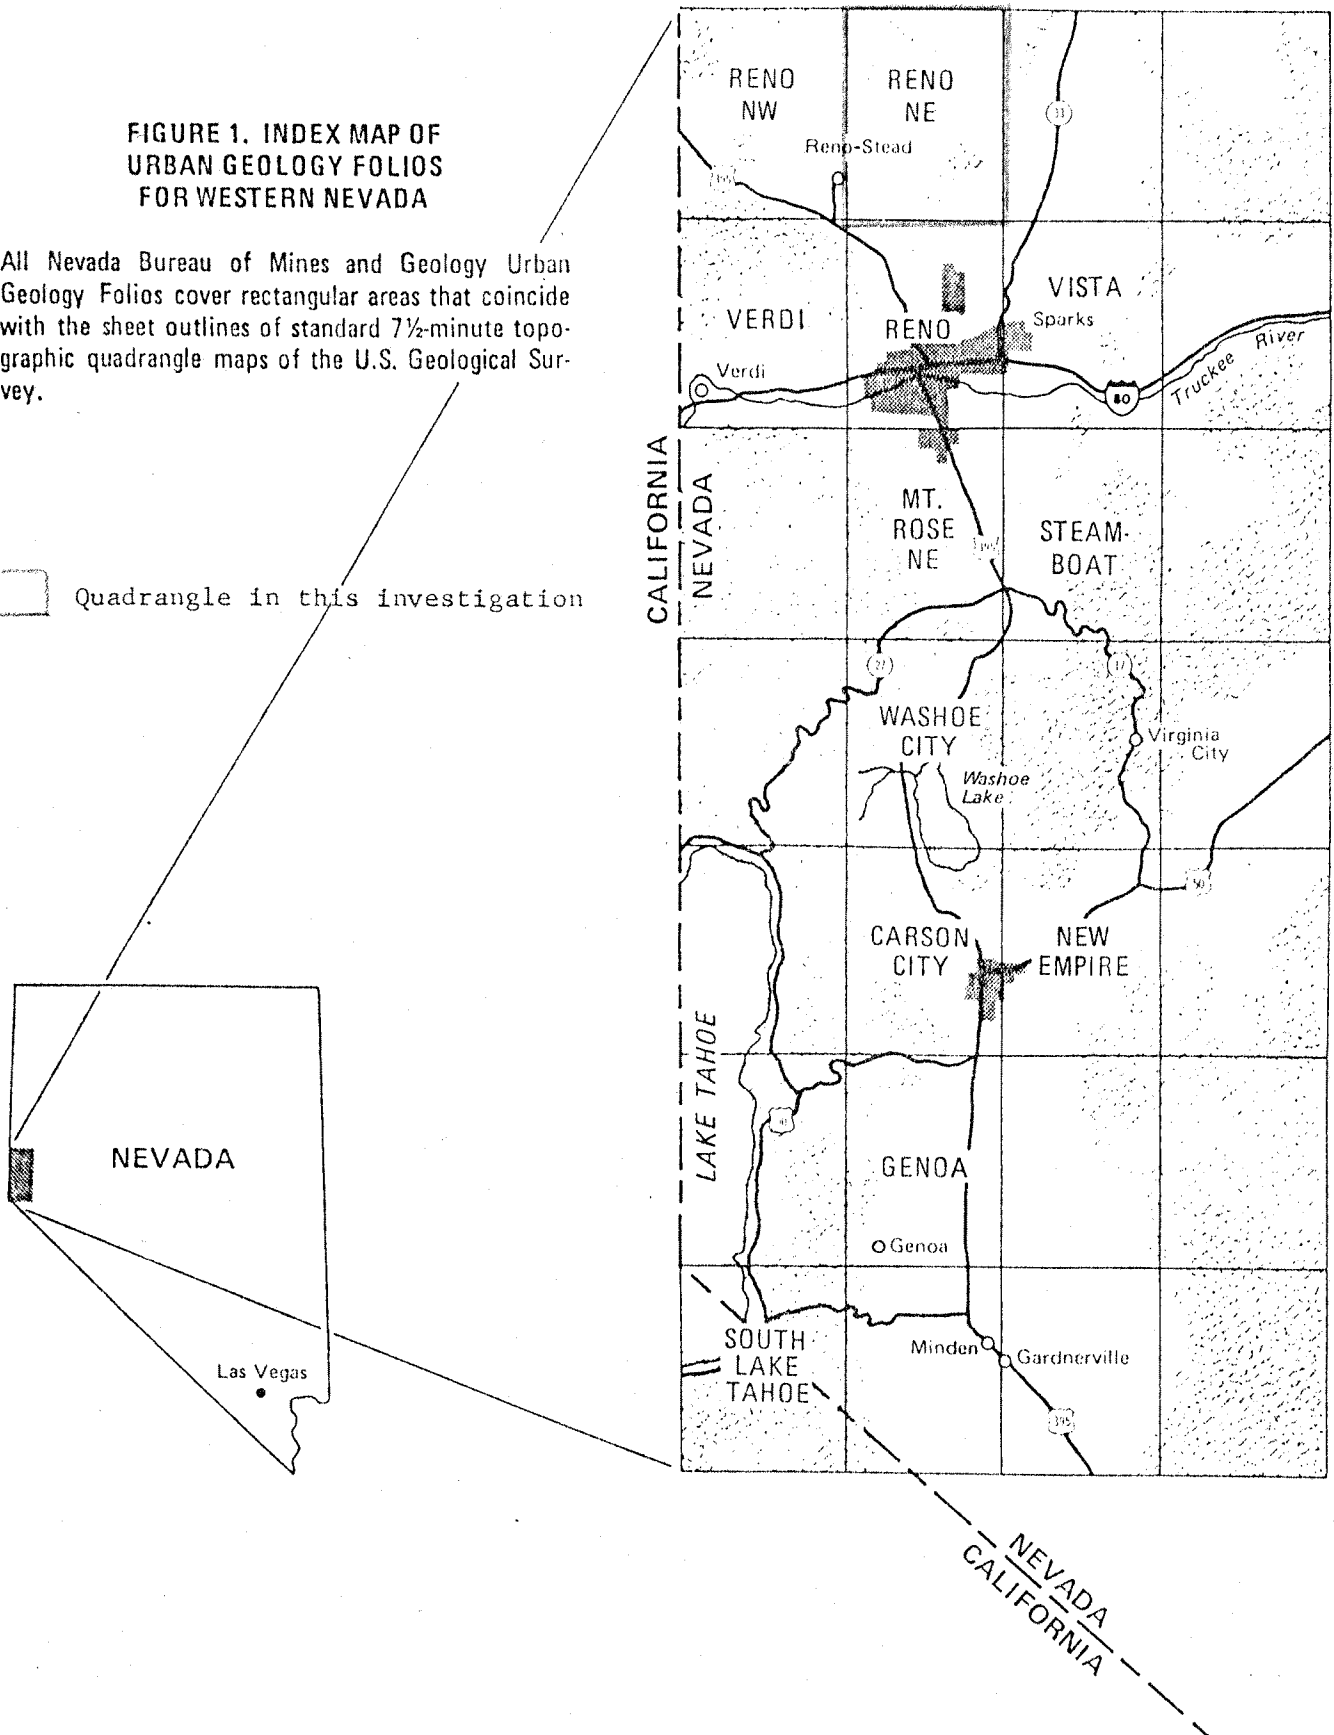 FIGURE 1. INDEX MAP OF
URBAN GEOLOGY FOLIOS
FOR WESTERN NEVADA
All Nevada Bureau of Mines and Geology Urban
Geology Folios cover rectangular areas that coincide
with the sheet outlines of standard 7½-minute topo-
graphic quadrangle maps of the U.S. Geological Sur-
vey.
Quadrangle in this investigation
RENO
NW
RENO
NE
Reno-Stead
33
395
VERDI
RENO
VISTA
Sparks
Verdi
80
Truckee River
CALIFORNIA
NEVADA
MT.
ROSE
NE
STEAM-
BOAT
395
27
17
WASHOE
CITY
Washoe
Lake
Virginia
City
50
CARSON
CITY
NEW
EMPIRE
LAKE TAHOE
GENOA
Genoa
SOUTH
LAKE
TAHOE
Minden
Gardnerville
395
NEVADA
CALIFORNIA
NEVADA
Las Vegas